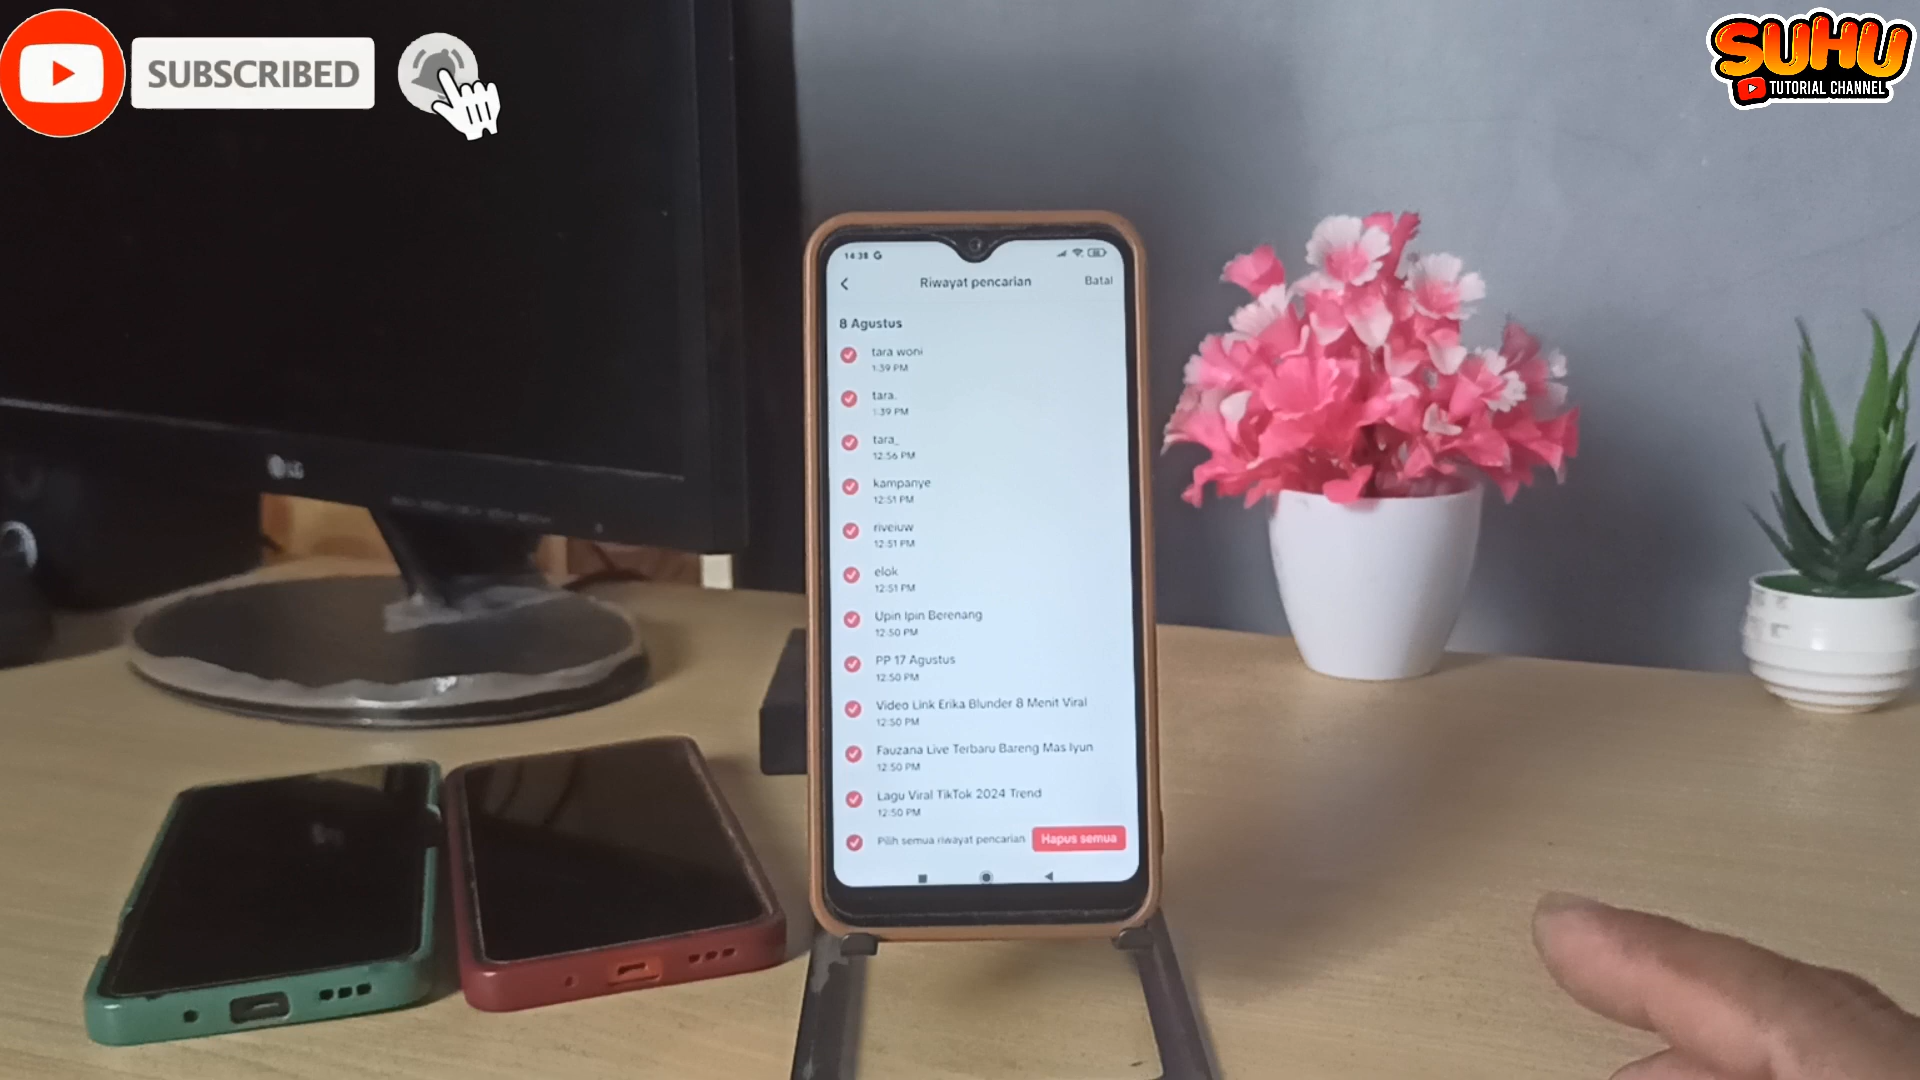 SUBSCRIBED
SUHU
TUTORIAL CHANNEL
14:38 G
Riwayat pencarian
Batal
8 Agustus
tara woni
1:39 PM
tara.
1:39 PM
tara_
12:56 PM
kampanye
12:51 PM
riveiuw
12:51 PM
elok
12:51 PM
Upin Ipin Berenang
12:50 PM
PP 17 Agustus
12:50 PM
Video Link Erika Blunder 8 Menit Viral
12:50 PM
Fauzana Live Terbaru Bareng Mas Iyun
12:50 PM
Lagu Viral TikTok 2024 Trend
12:50 PM
Pilih semua riwayat pencarian
Hapus semua
LG